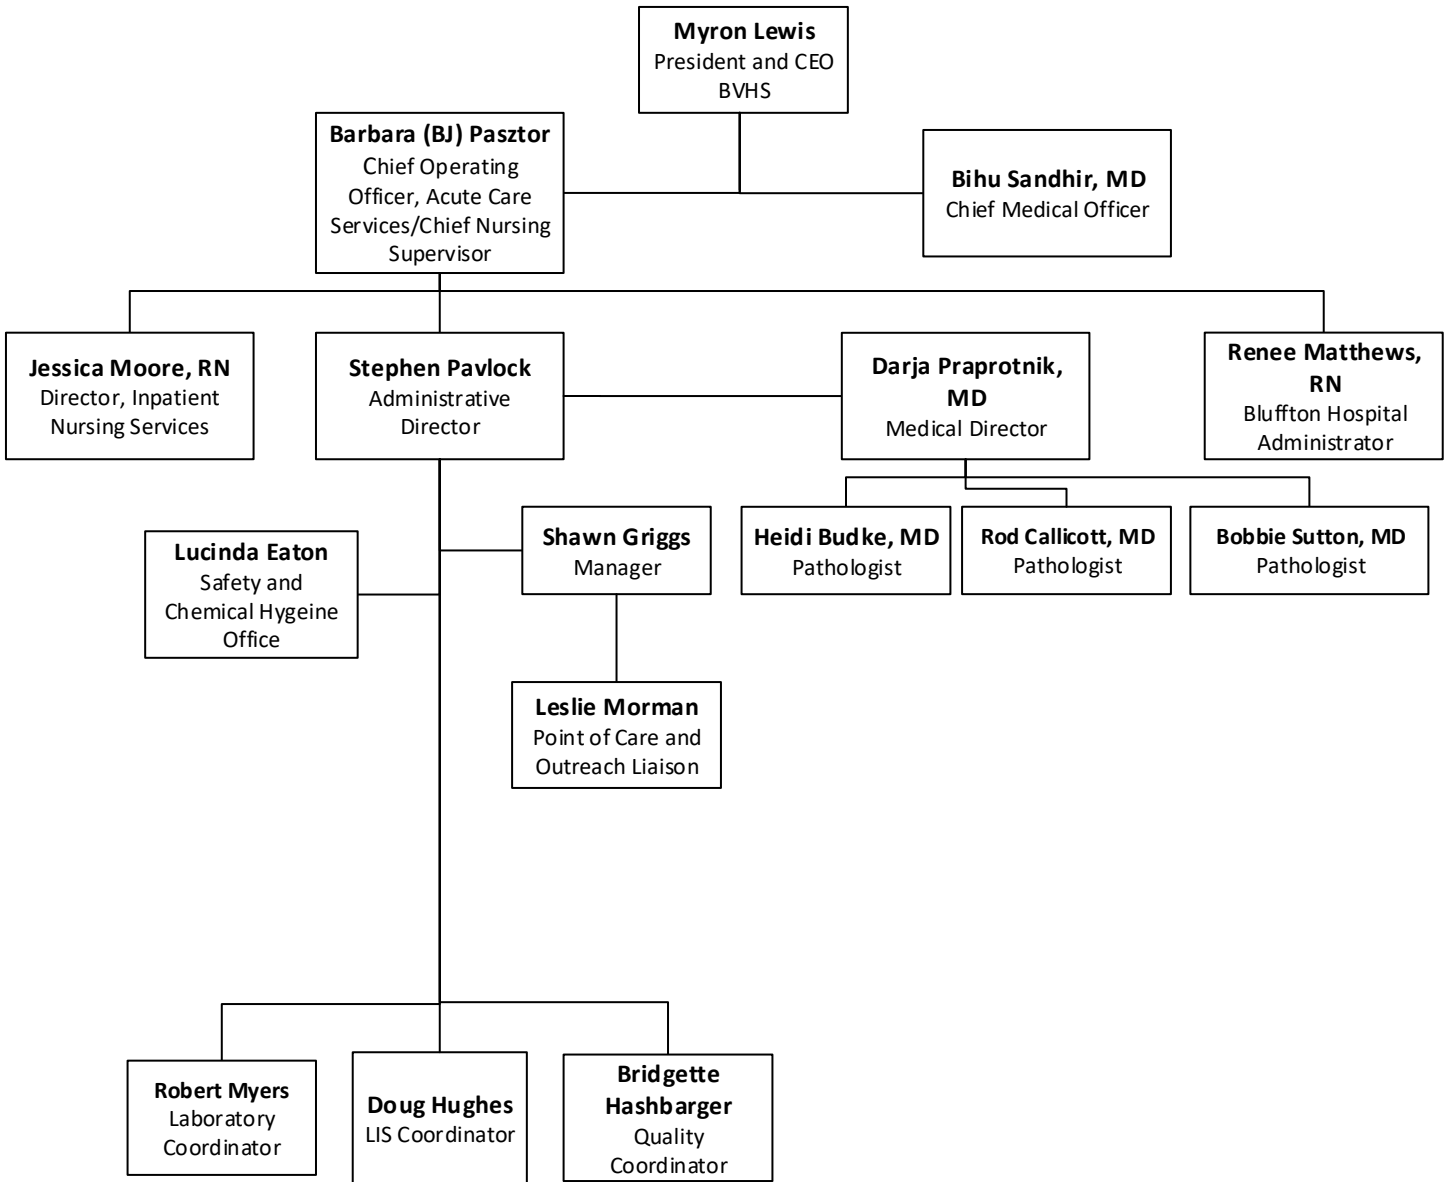 Myron Lewis
President and CEO
BVHS
Barbara (BJ) Pasztor
Chief Operating
Officer, Acute Care
Services/Chief Nursing
Supervisor
Bihu Sandhir, MD
Chief Medical Officer
Jessica Moore, RN
Director, Inpatient
Nursing Services
Stephen Pavlock
Administrative
Director
Darja Praprotnik,
MD
Medical Director
Renee Matthews,
RN
Bluffton Hospital
Administrator
Lucinda Eaton
Safety and
Chemical Hygeine
Office
Shawn Griggs
Manager
Heidi Budke, MD
Pathologist
Rod Callicott, MD
Pathologist
Bobbie Sutton, MD
Pathologist
Leslie Morman
Point of Care and
Outreach Liaison
Robert Myers
Laboratory
Coordinator
Doug Hughes
LIS Coordinator
Bridgette
Hashbarger
Quality
Coordinator